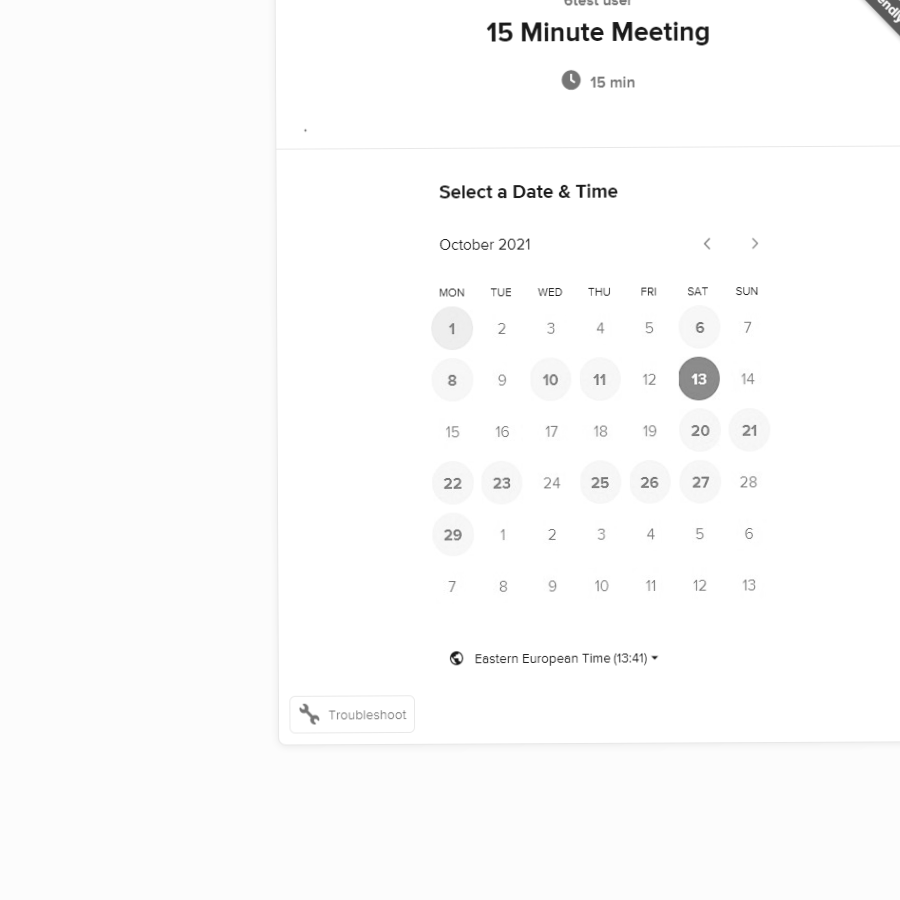 15 Minute Meeting
15 min
.
Select a Date & Time
October 2021
MON TUE WED THU FRI SAT SUN
1 2 3 4 5 6 7
8 9 10 11 12 13 14
15 16 17 18 19 20 21
22 23 24 25 26 27 28
29 1 2 3 4 5 6
7 8 9 10 11 12 13
Eastern European Time (13:41)
Troubleshoot